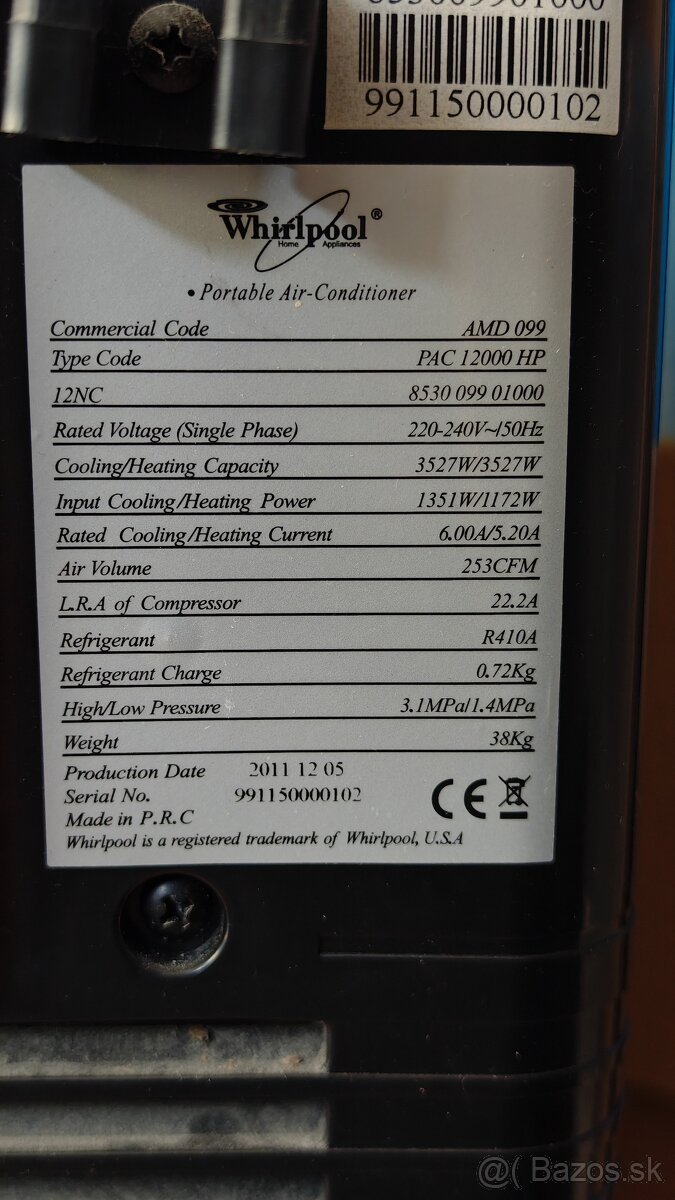 853009901000
991150000102
Whirlpool®
Home Appliances
• Portable Air-Conditioner
Commercial Code AMD 099
Type Code PAC 12000 HP
12NC 8530 099 01000
Rated Voltage (Single Phase) 220-240V~/50Hz
Cooling/Heating Capacity 3527W/3527W
Input Cooling/Heating Power 1351W/1172W
Rated Cooling/Heating Current 6.00A/5.20A
Air Volume 253CFM
L.R.A of Compressor 22.2A
Refrigerant R410A
Refrigerant Charge 0.72Kg
High/Low Pressure 3.1MPa/1.4MPa
Weight 38Kg
Production Date 2011 12 05
Serial No. 991150000102
Made in P.R.C
CE
Whirlpool is a registered trademark of Whirlpool, U.S.A
@( Bazos.sk